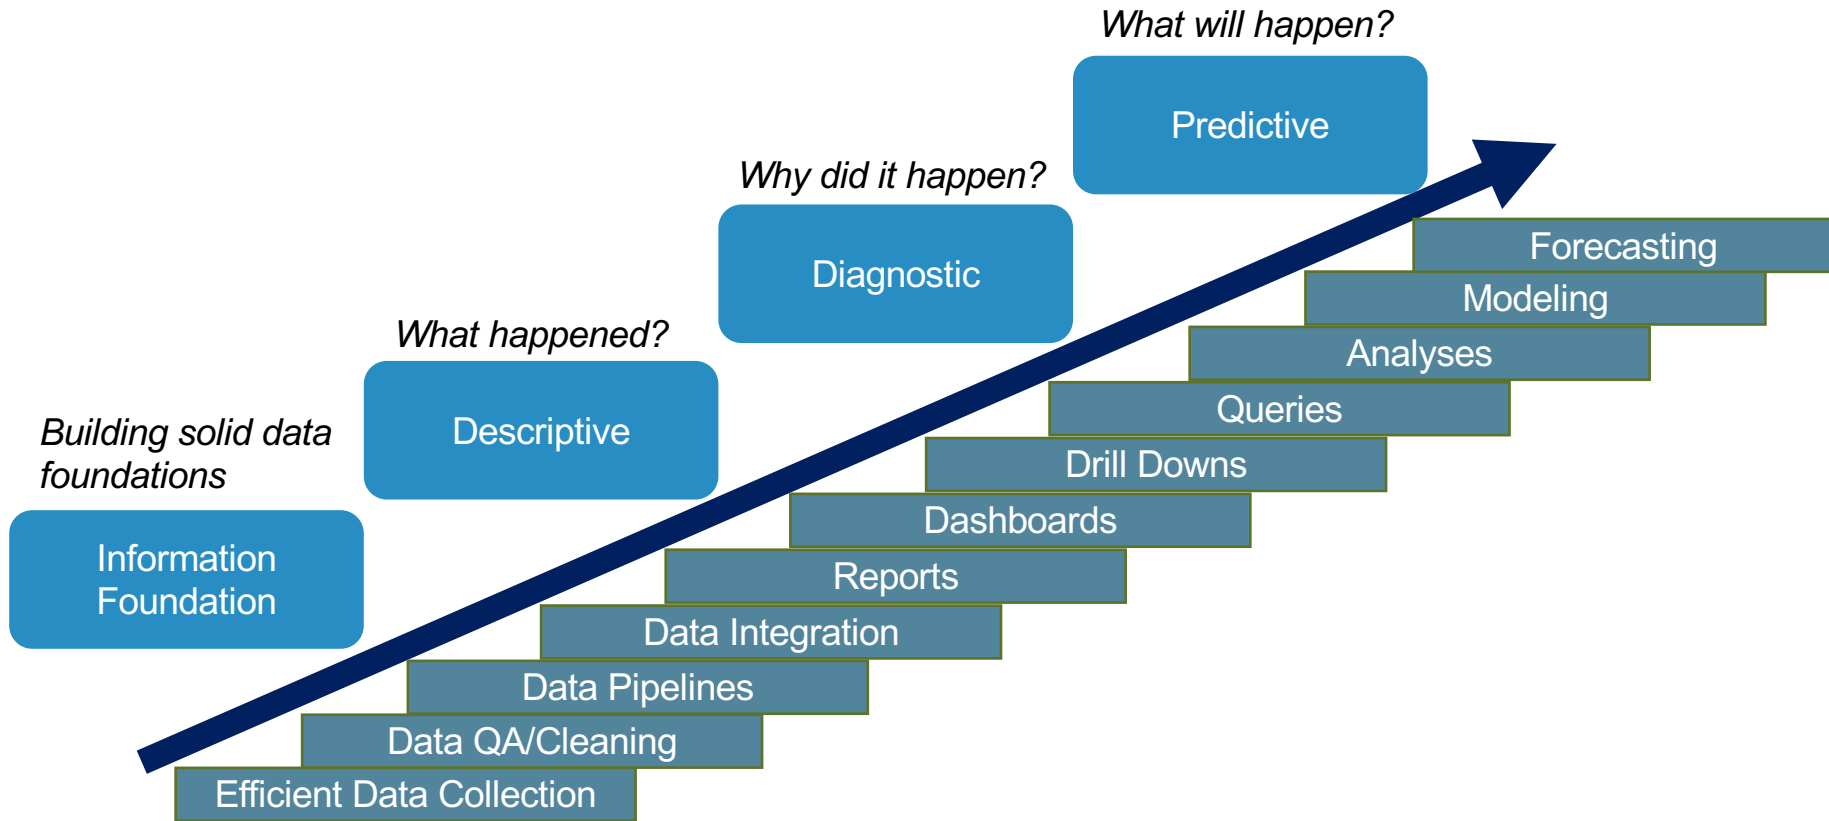 What will happen?
Predictive
Why did it happen?
Diagnostic
What happened?
Descriptive
Building solid data
foundations
Information
Foundation
Forecasting
Modeling
Analyses
Queries
Drill Downs
Dashboards
Reports
Data Integration
Data Pipelines
Data QA/Cleaning
Efficient Data Collection